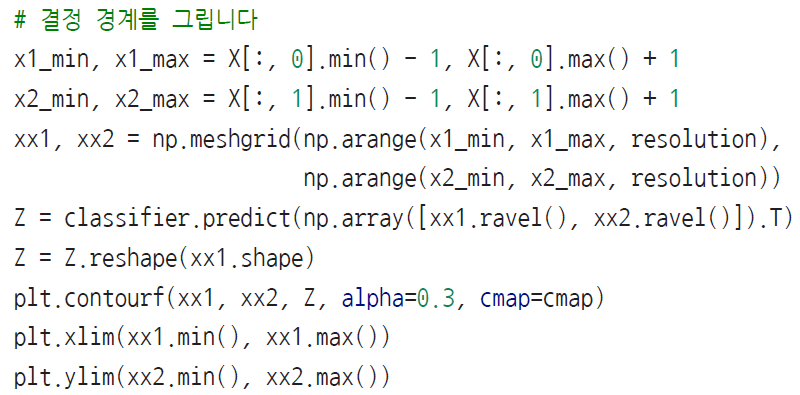 # 결정 경계를 그립니다
x1_min, x1_max = X[:, 0].min() - 1, X[:, 0].max() + 1
x2_min, x2_max = X[:, 1].min() - 1, X[:, 1].max() + 1
xx1, xx2 = np.meshgrid(np.arange(x1_min, x1_max, resolution),
                       np.arange(x2_min, x2_max, resolution))
Z = classifier.predict(np.array([xx1.ravel(), xx2.ravel()]).T)
Z = Z.reshape(xx1.shape)
plt.contourf(xx1, xx2, Z, alpha=0.3, cmap=cmap)
plt.xlim(xx1.min(), xx1.max())
plt.ylim(xx2.min(), xx2.max())